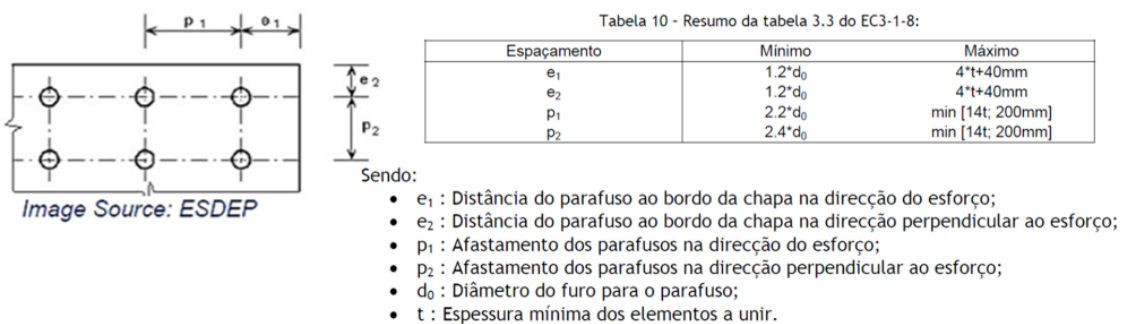 p 1
e 1
e 2
p 2
Image Source: ESDEP
Tabela 10 - Resumo da tabela 3.3 do EC3-1-8:
Espaçamento Mínimo Máximo
e₁ 1.2*d₀ 4*t+40mm
e₂ 1.2*d₀ 4*t+40mm
p₁ 2.2*d₀ min [14t; 200mm]
p₂ 2.4*d₀ min [14t; 200mm]
Sendo:
• e₁ : Distância do parafuso ao bordo da chapa na direcção do esforço;
• e₂ : Distância do parafuso ao bordo da chapa na direcção perpendicular ao esforço;
• p₁ : Afastamento dos parafusos na direcção do esforço;
• p₂ : Afastamento dos parafusos na direcção perpendicular ao esforço;
• d₀ : Diâmetro do furo para o parafuso;
• t : Espessura mínima dos elementos a unir.